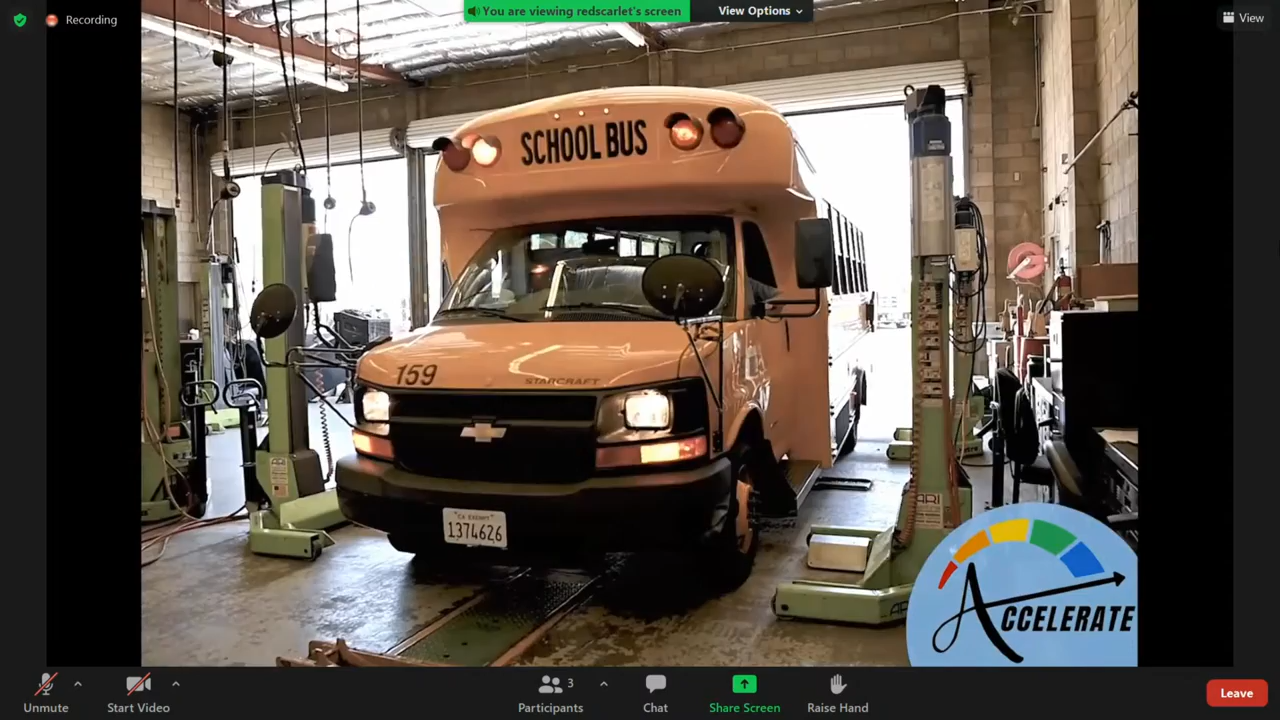 Recording
You are viewing redscarlet's screen
View Options
View
SCHOOL BUS
159
STARCRAFT
CA EXEMPT
1374626
ARI
ACCELERATE
Unmute
Start Video
3
Participants
Chat
Share Screen
Raise Hand
Leave